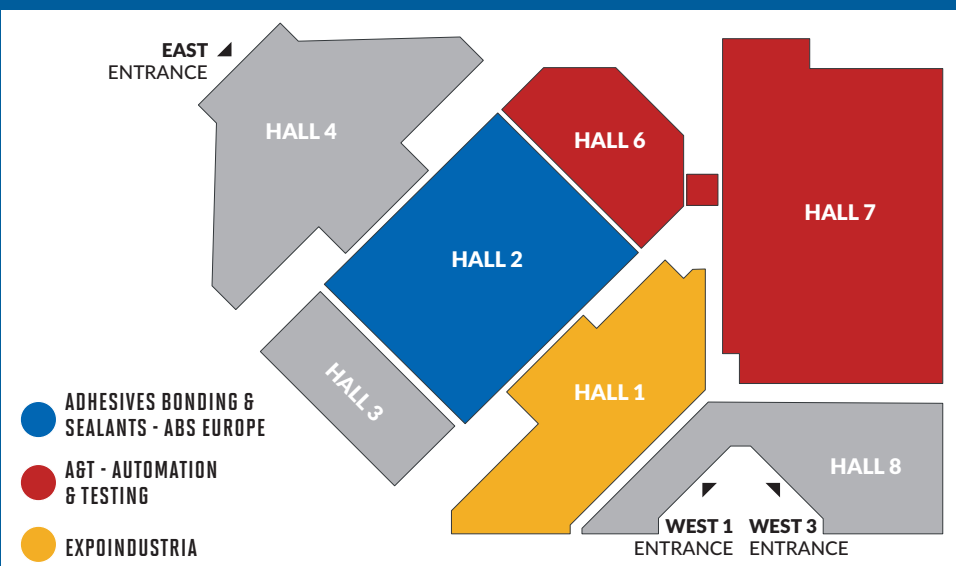 EAST
ENTRANCE
HALL 4
HALL 6
HALL 7
HALL 2
HALL 3
HALL 1
HALL 8
ADHESIVES BONDING &
SEALANTS - ABS EUROPE
A&T - AUTOMATION
& TESTING
EXPOINDUSTRIA
WEST 1
ENTRANCE
WEST 3
ENTRANCE